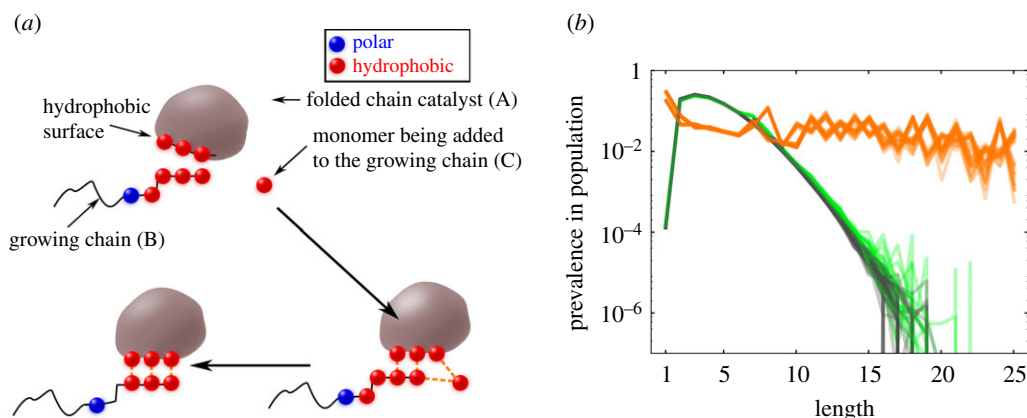 (a)
polar
hydrophobic
hydrophobic
surface
folded chain catalyst (A)
monomer being added
to the growing chain (C)
growing chain (B)
(b)
prevalence in population
1
10⁻²
10⁻⁴
10⁻⁶
1 5 10 15 20 25
length